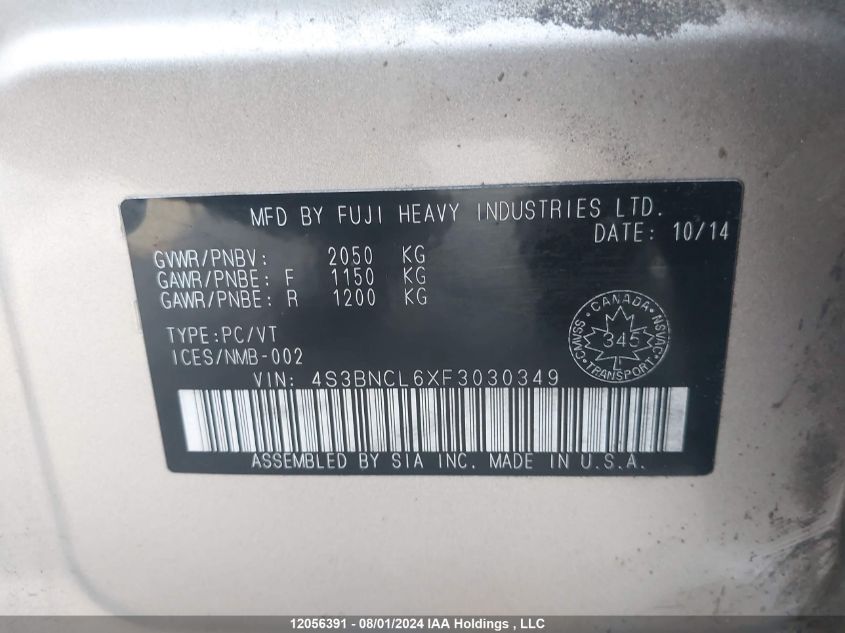 MFD BY FUJI HEAVY INDUSTRIES LTD.
DATE: 10/14
GVWR/PNBV: 2050 KG
GAWR/PNBE: F 1150 KG
GAWR/PNBE: R 1200 KG
TYPE:PC/VT
ICES/NMB-002
CANADA
CMVSS NSVAC
345
TRANSPORT
VIN: 4S3BNCL6XF3030349
ASSEMBLED BY SIA INC. MADE IN U.S.A.
12056391 - 08/01/2024 IAA Holdings , LLC